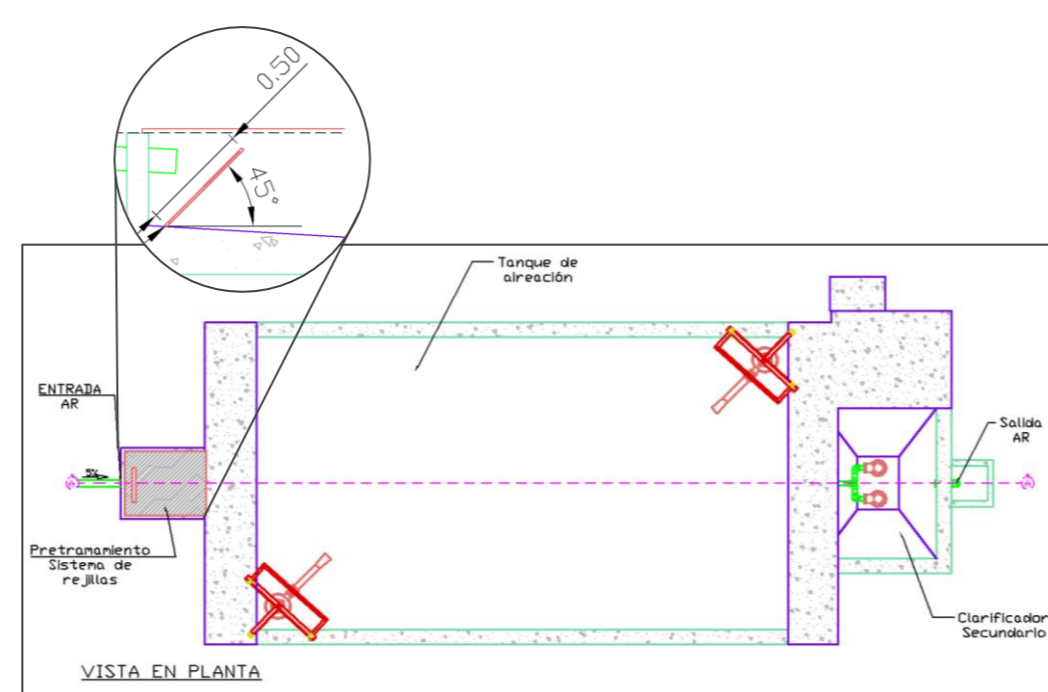 0.50
45°
Tanque de
aireación
ENTRADA
AR
5%
Salida
AR
Pretramamiento
Sistema de
rejillas
Clarificador
Secundario
VISTA EN PLANTA